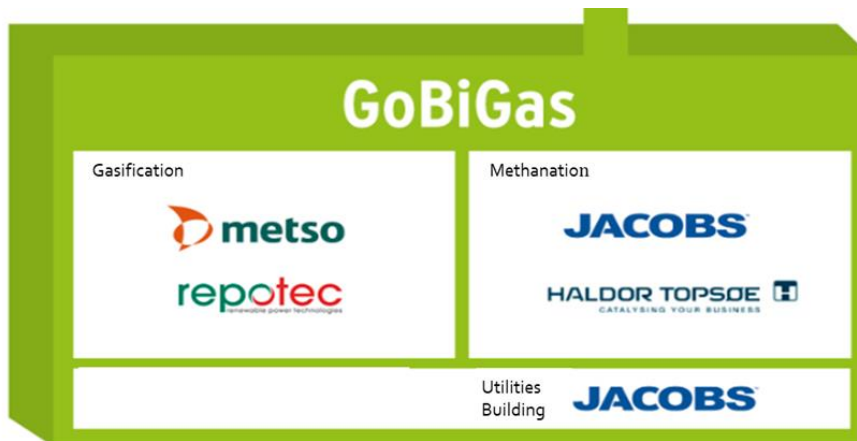 GoBiGas
Gasification
metso
repotec
renewable power technologies
Methanation
JACOBS
HALDOR TOPSØE
CATALYSING YOUR BUSINESS
Utilities
Building
JACOBS